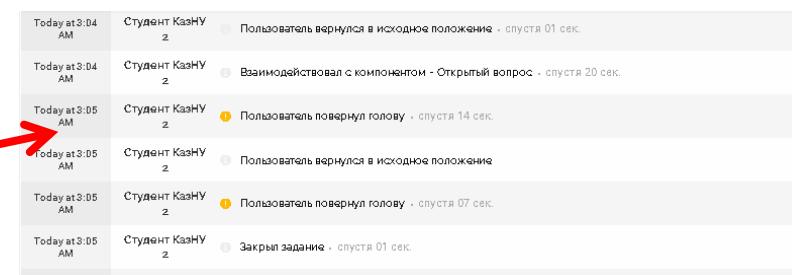 Today at 3:04 AM Студент КазНУ 2 Пользователь вернулся в исходное положение - спустя 01 сек.
Today at 3:04 AM Студент КазНУ 2 Взаимодействовал с компонентом - Открытый вопрос - спустя 20 сек.
Today at 3:05 AM Студент КазНУ 2 Пользователь повернул голову - спустя 14 сек.
Today at 3:05 AM Студент КазНУ 2 Пользователь вернулся в исходное положение
Today at 3:05 AM Студент КазНУ 2 Пользователь повернул голову - спустя 07 сек.
Today at 3:05 AM Студент КазНУ 2 Закрыл задание - спустя 01 сек.